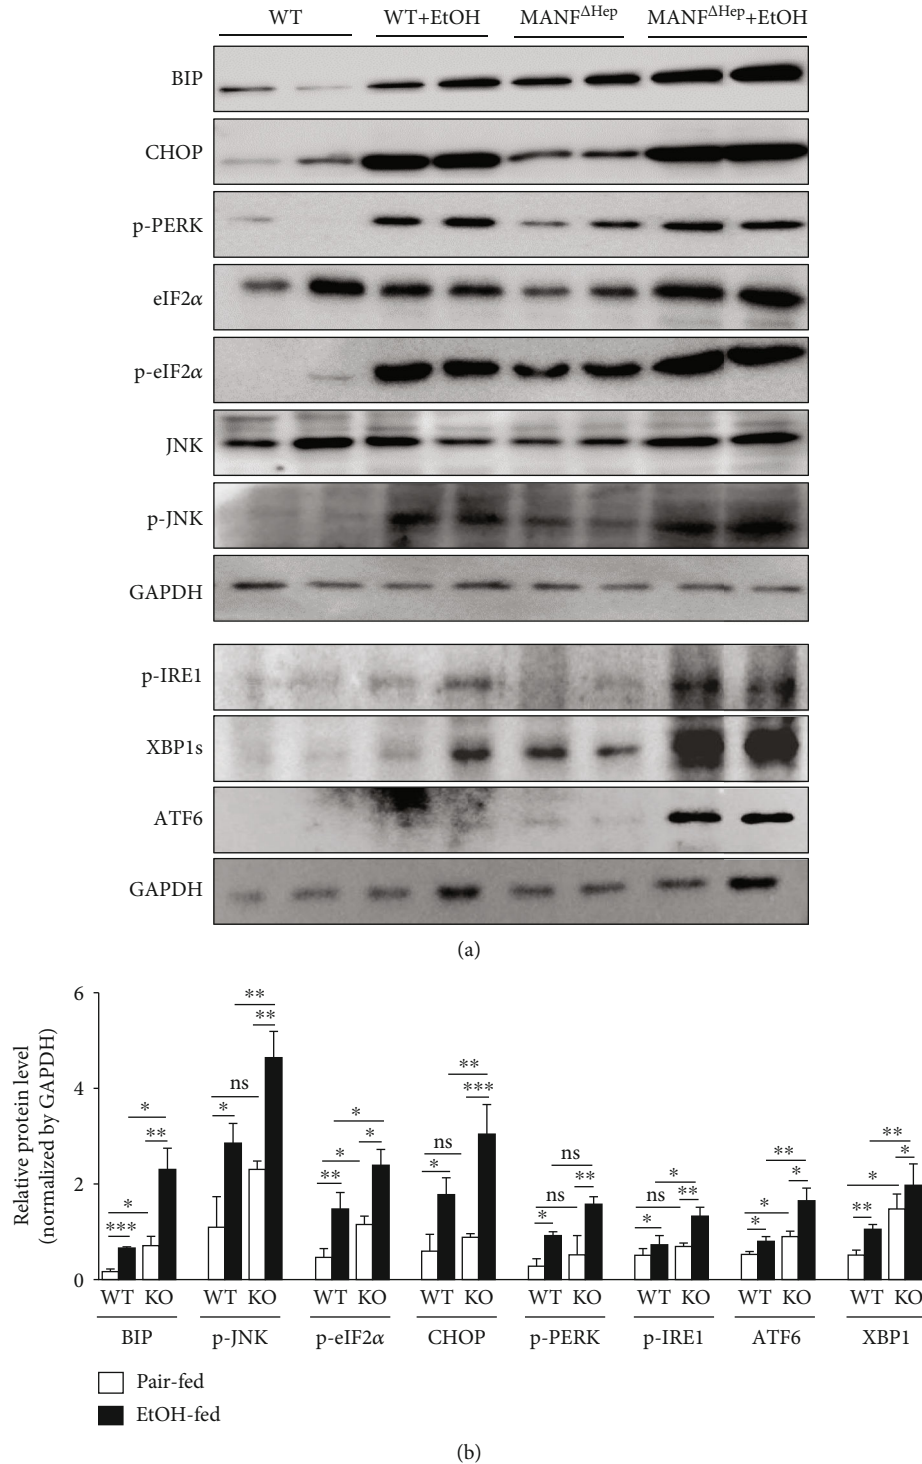 WT WT+EtOH MANF^ΔHep MANF^ΔHep+EtOH
BIP
CHOP
p-PERK
eIF2α
p-eIF2α
JNK
p-JNK
GAPDH
p-IRE1
XBP1s
ATF6
GAPDH
(a)
Relative protein level
(normalized by GAPDH)
6
4
2
0
*** * ** *
* ns ** **
** * * *
* ns *** **
* ns ** ns
* ns ** *
* * * **
** * * **
WT KO WT KO WT KO WT KO WT KO WT KO WT KO WT KO
BIP p-JNK p-eIF2α CHOP p-PERK p-IRE1 ATF6 XBP1
Pair-fed
EtOH-fed
(b)